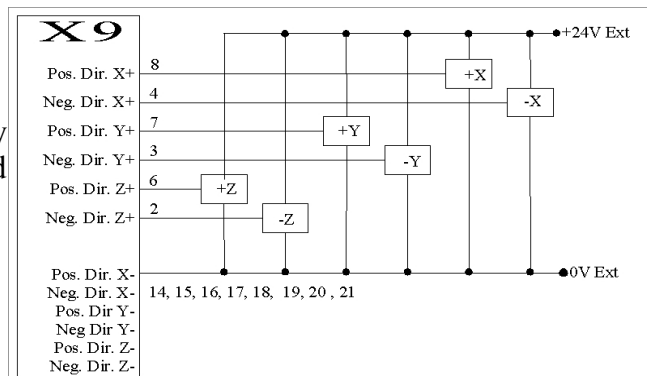 X9
+24V Ext
Pos. Dir. X+ 8 +X
Neg. Dir. X+ 4 -X
Pos. Dir. Y+ 7 +Y
Neg. Dir. Y+ 3 -Y
Pos. Dir. Z+ 6 +Z
Neg. Dir. Z+ 2 -Z
Pos. Dir. X- 0V Ext
Neg. Dir. X- 14, 15, 16, 17, 18, 19, 20 , 21
Pos. Dir Y-
Neg Dir Y-
Pos. Dir. Z-
Neg. Dir. Z-